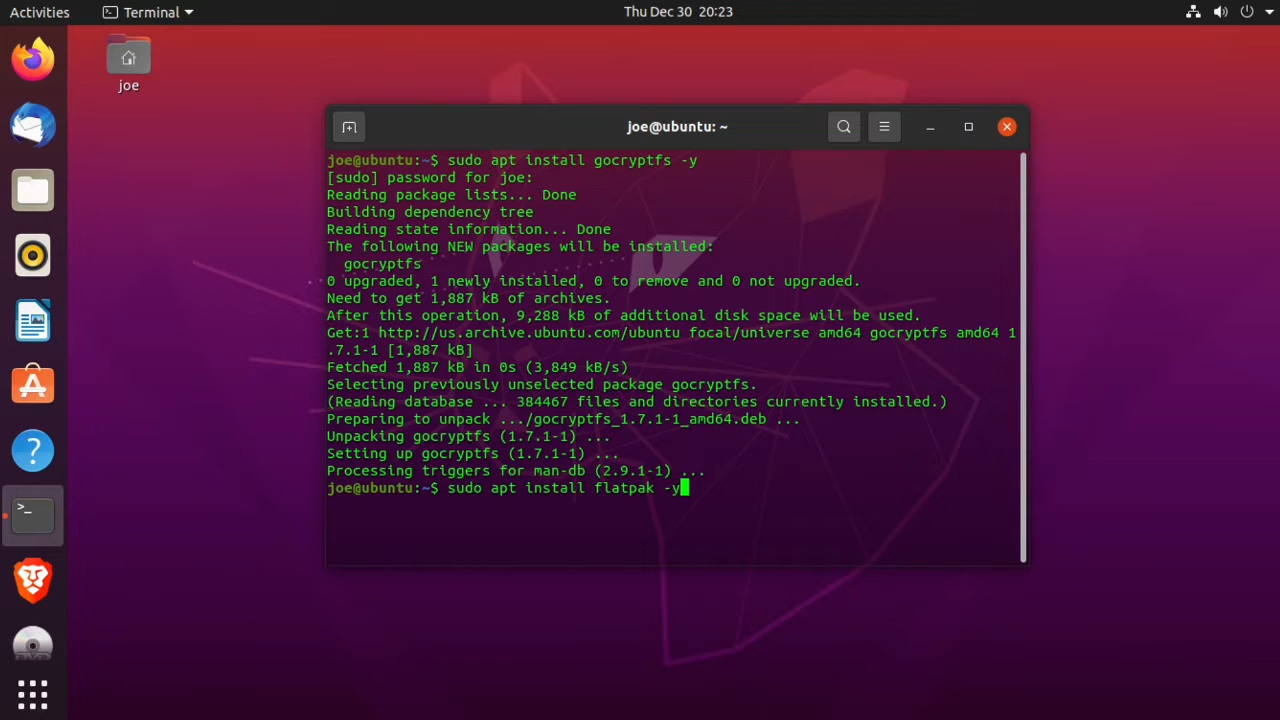 Activities
Terminal
Thu Dec 30 20:23
joe
joe@ubuntu: ~
joe@ubuntu:~$ sudo apt install gocryptfs -y
[sudo] password for joe:
Reading package lists... Done
Building dependency tree
Reading state information... Done
The following NEW packages will be installed:
  gocryptfs
0 upgraded, 1 newly installed, 0 to remove and 0 not upgraded.
Need to get 1,887 kB of archives.
After this operation, 9,288 kB of additional disk space will be used.
Get:1 http://us.archive.ubuntu.com/ubuntu focal/universe amd64 gocryptfs amd64 1
.7.1-1 [1,887 kB]
Fetched 1,887 kB in 0s (3,849 kB/s)
Selecting previously unselected package gocryptfs.
(Reading database ... 384467 files and directories currently installed.)
Preparing to unpack .../gocryptfs_1.7.1-1_amd64.deb ...
Unpacking gocryptfs (1.7.1-1) ...
Setting up gocryptfs (1.7.1-1) ...
Processing triggers for man-db (2.9.1-1) ...
joe@ubuntu:~$ sudo apt install flatpak -y